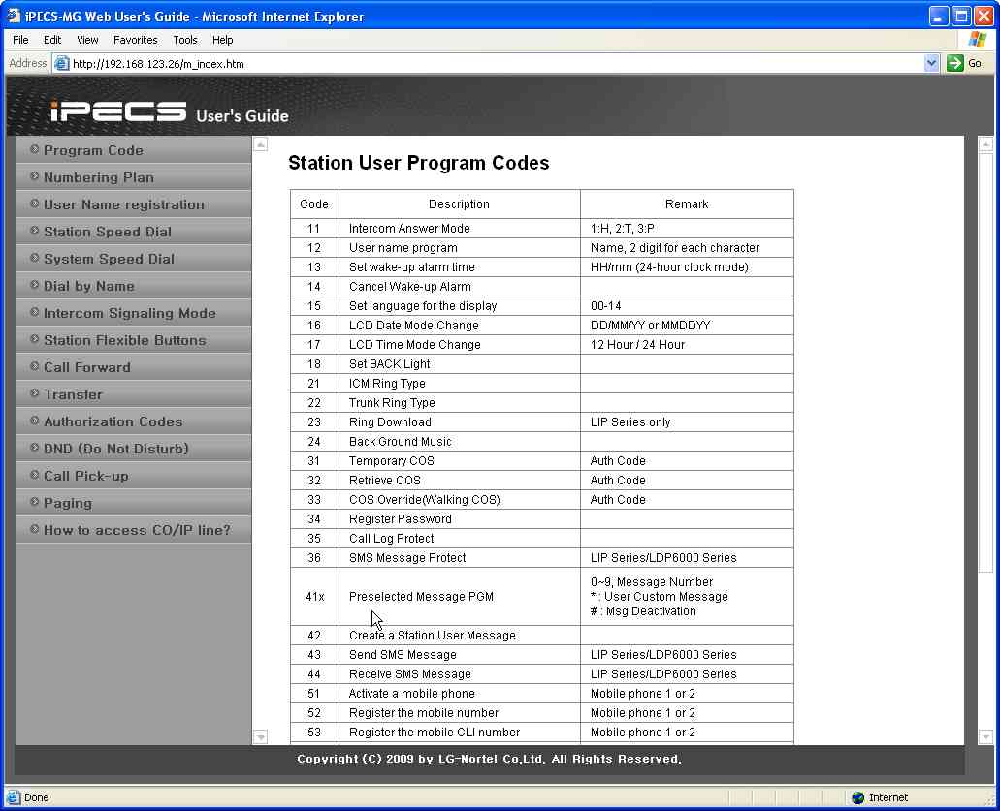 iPECS-MG Web User's Guide - Microsoft Internet Explorer
File Edit View Favorites Tools Help
Address http://192.168.123.26/m_index.htm Go
iPECS User's Guide
Program Code
Numbering Plan
User Name registration
Station Speed Dial
System Speed Dial
Dial by Name
Intercom Signaling Mode
Station Flexible Buttons
Call Forward
Transfer
Authorization Codes
DND (Do Not Disturb)
Call Pick-up
Paging
How to access CO/IP line?
Station User Program Codes
Code Description Remark
11 Intercom Answer Mode 1:H, 2:T, 3:P
12 User name program Name, 2 digit for each character
13 Set wake-up alarm time HH/mm (24-hour clock mode)
14 Cancel Wake-up Alarm
15 Set language for the display 00-14
16 LCD Date Mode Change DD/MM/YY or MMDDYY
17 LCD Time Mode Change 12 Hour / 24 Hour
18 Set BACK Light
21 ICM Ring Type
22 Trunk Ring Type
23 Ring Download LIP Series only
24 Back Ground Music
31 Temporary COS Auth Code
32 Retrieve COS Auth Code
33 COS Override(Walking COS) Auth Code
34 Register Password
35 Call Log Protect
36 SMS Message Protect LIP Series/LDP6000 Series
41x Preselected Message PGM 0~9, Message Number
* : User Custom Message
# : Msg Deactivation
42 Create a Station User Message
43 Send SMS Message LIP Series/LDP6000 Series
44 Receive SMS Message LIP Series/LDP6000 Series
51 Activate a mobile phone Mobile phone 1 or 2
52 Register the mobile number Mobile phone 1 or 2
53 Register the mobile CLI number Mobile phone 1 or 2
Copyright (C) 2009 by LG-Nortel Co,Ltd. All Rights Reserved.
Done Internet